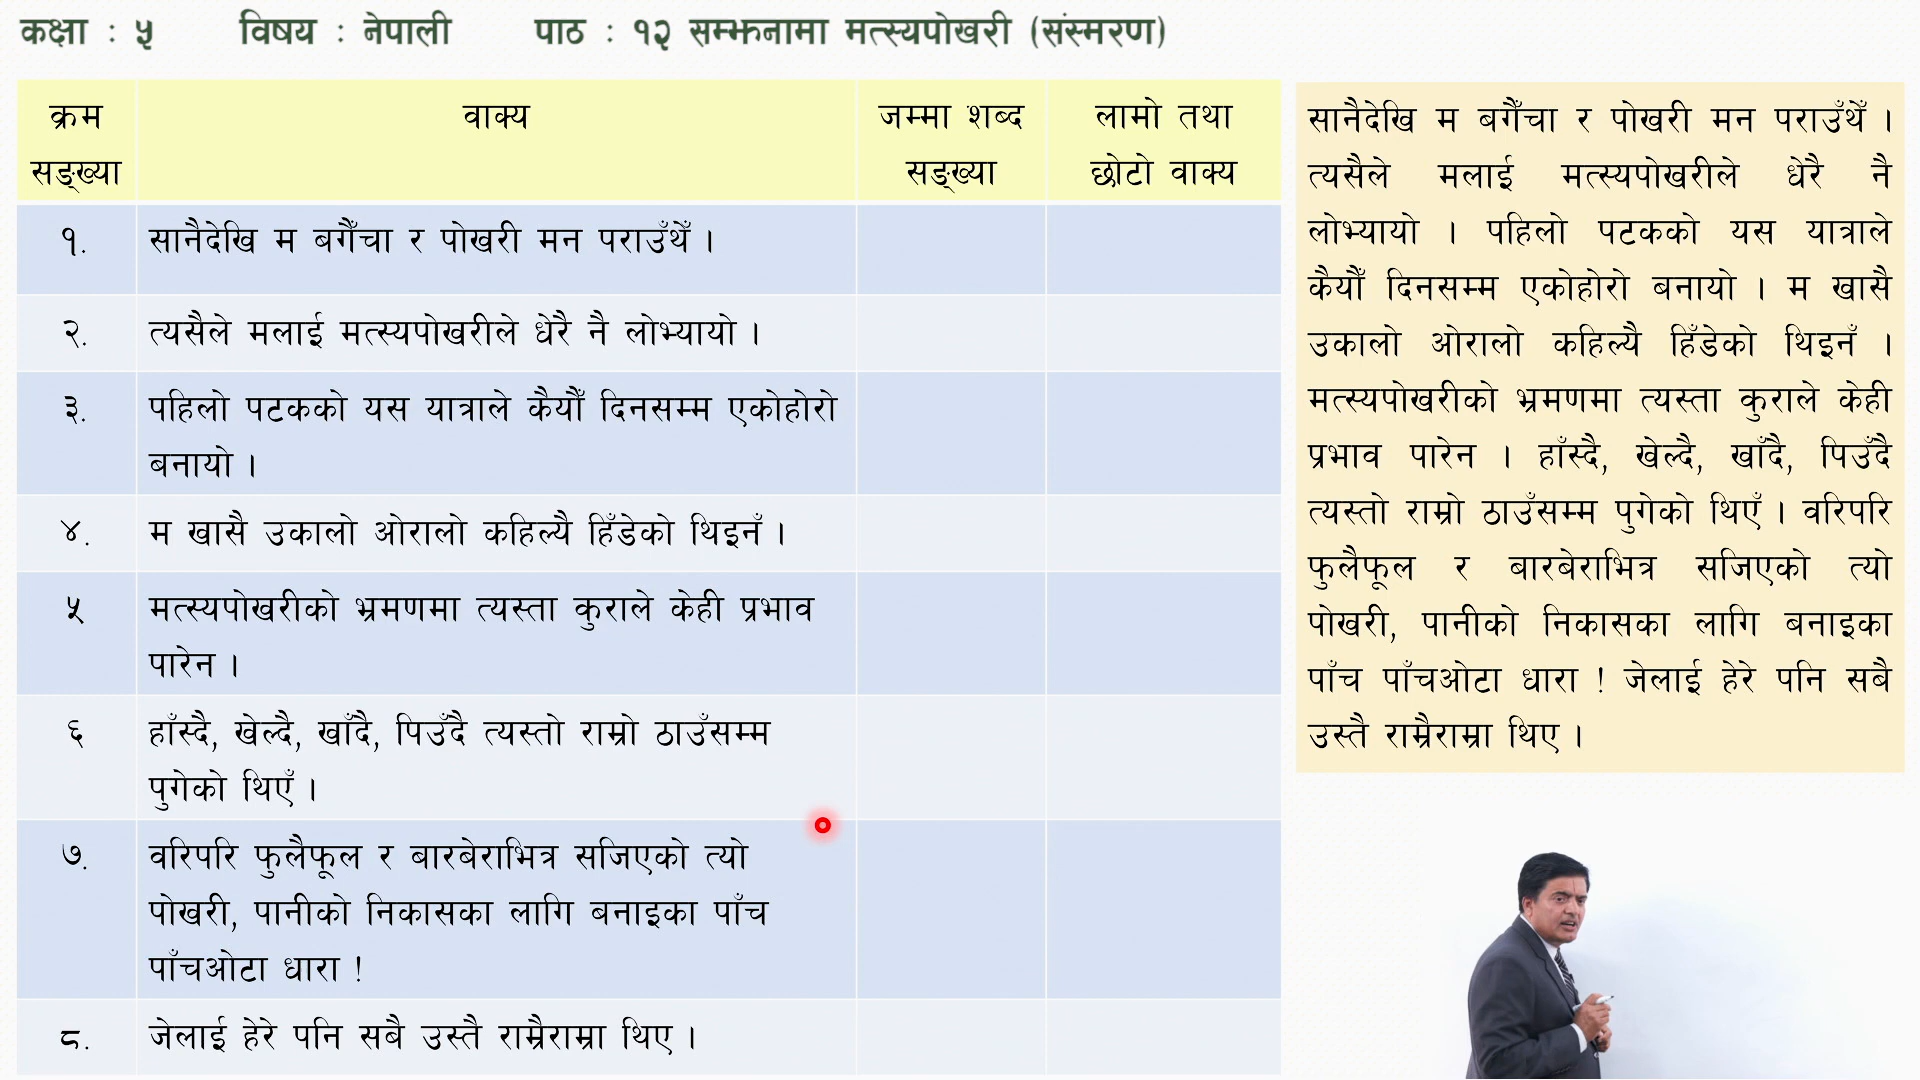 कक्षा : ५ विषय : नेपाली पाठ : १२ सम्झनामा मत्स्यपोखरी (संस्मरण)
क्रम सङ्ख्या
वाक्य
जम्मा शब्द सङ्ख्या
लामो तथा छोटो वाक्य
१. सानैदेखि म बगैँचा र पोखरी मन पराउँथेँ ।
२. त्यसैले मलाई मत्स्यपोखरीले धेरै नै लोभ्यायो ।
३. पहिलो पटकको यस यात्राले कैयौँ दिनसम्म एकोहोरो
बनायो ।
४. म खासै उकालो ओरालो कहिल्यै हिँडेको थिइनँ ।
५ मत्स्यपोखरीको भ्रमणमा त्यस्ता कुराले केही प्रभाव
पारेन ।
६ हाँस्दै, खेल्दै, खाँदै, पिउँदै त्यस्तो राम्रो ठाउँसम्म
पुगेको थिएँ ।
७. वरिपरि फुलैफूल र बारबेराभित्र सजिएको त्यो
पोखरी, पानीको निकासका लागि बनाइका पाँच
पाँचओटा धारा !
८. जेलाई हेरे पनि सबै उस्तै राम्रैराम्रा थिए ।
सानैदेखि म बगैँचा र पोखरी मन पराउँथेँ ।
त्यसैले मलाई मत्स्यपोखरीले धेरै नै
लोभ्यायो । पहिलो पटकको यस यात्राले
कैयौँ दिनसम्म एकोहोरो बनायो । म खासै
उकालो ओरालो कहिल्यै हिँडेको थिइनँ ।
मत्स्यपोखरीको भ्रमणमा त्यस्ता कुराले केही
प्रभाव पारेन । हाँस्दै, खेल्दै, खाँदै, पिउँदै
त्यस्तो राम्रो ठाउँसम्म पुगेको थिएँ । वरिपरि
फुलैफूल र बारबेराभित्र सजिएको त्यो
पोखरी, पानीको निकासका लागि बनाइका
पाँच पाँचओटा धारा ! जेलाई हेरे पनि सबै
उस्तै राम्रैराम्रा थिए ।